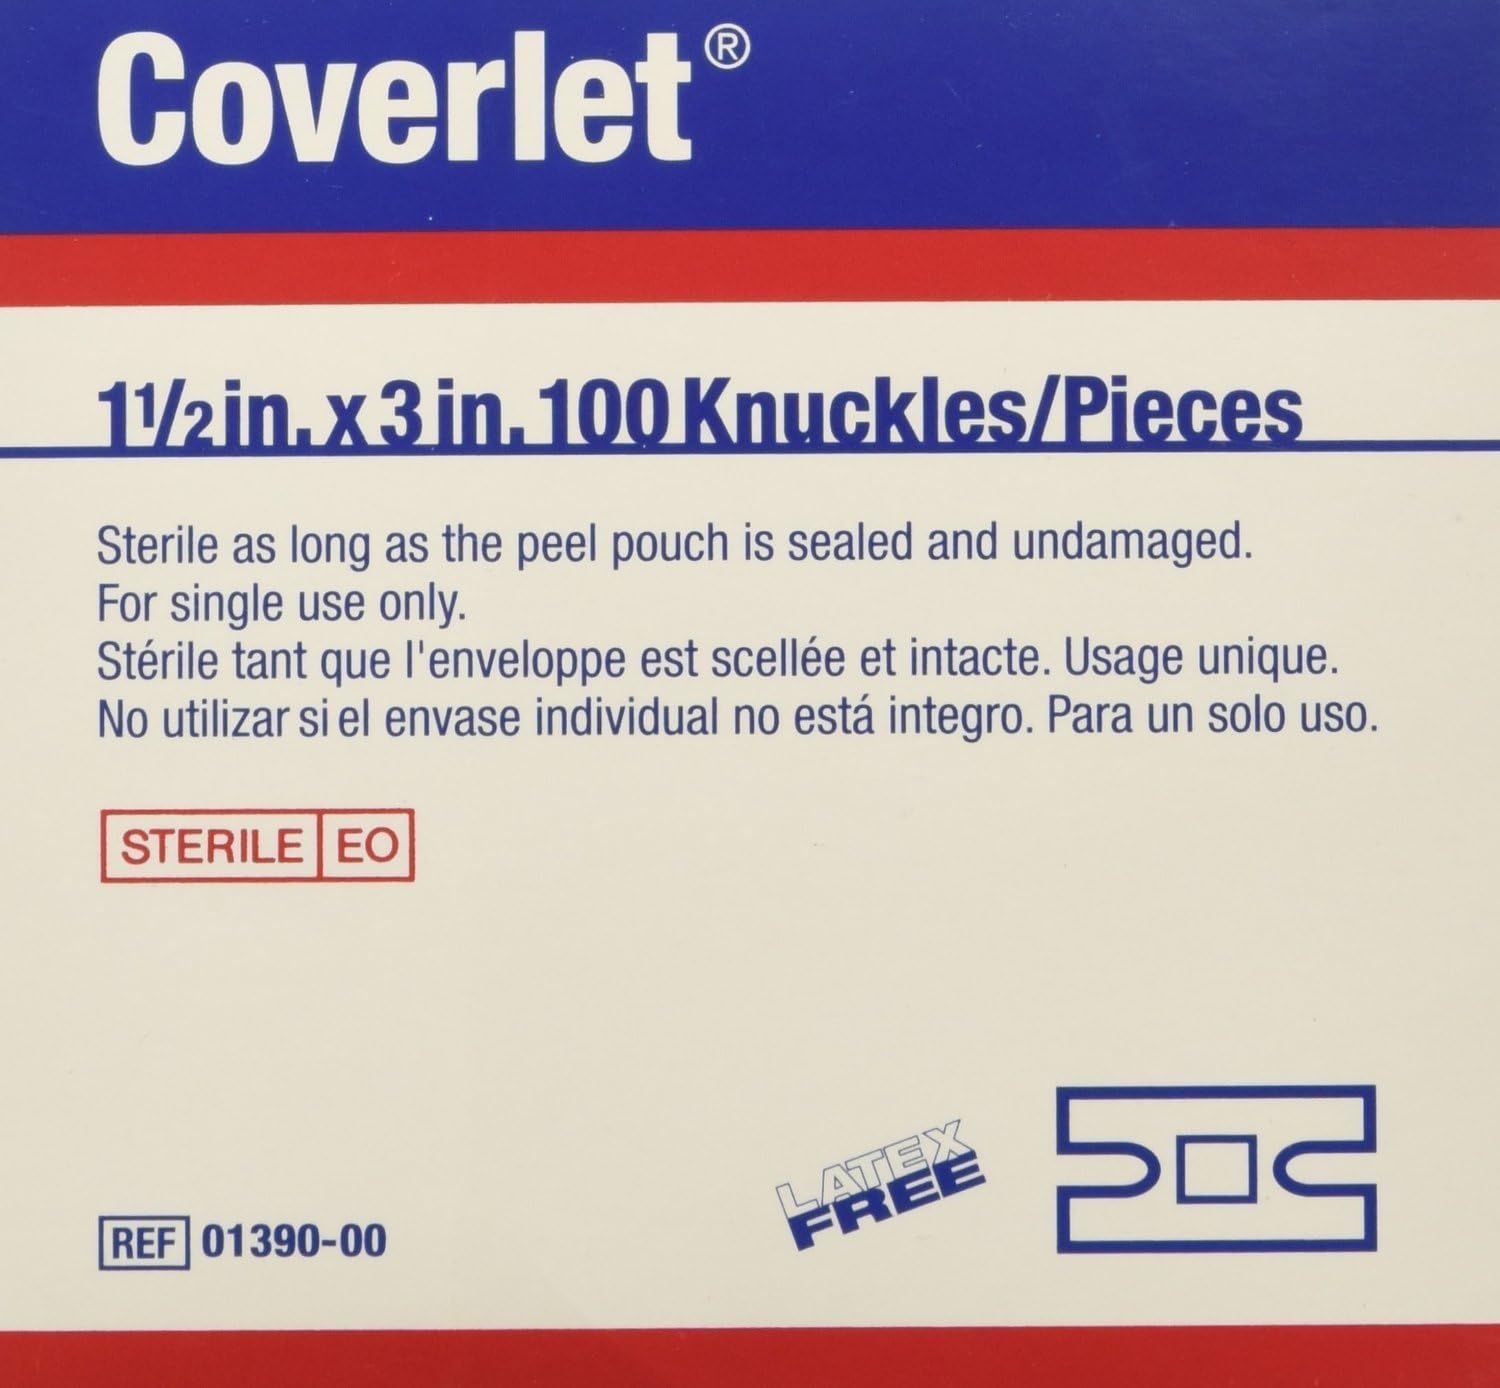 Coverlet®
1 1/2 in. x 3 in. 100 Knuckles/Pieces
Sterile as long as the peel pouch is sealed and undamaged.
For single use only.
Stérile tant que l'enveloppe est scellée et intacte. Usage unique.
No utilizar si el envase individual no está integro. Para un solo uso.
STERILE EO
LATEX
FREE
REF 01390-00